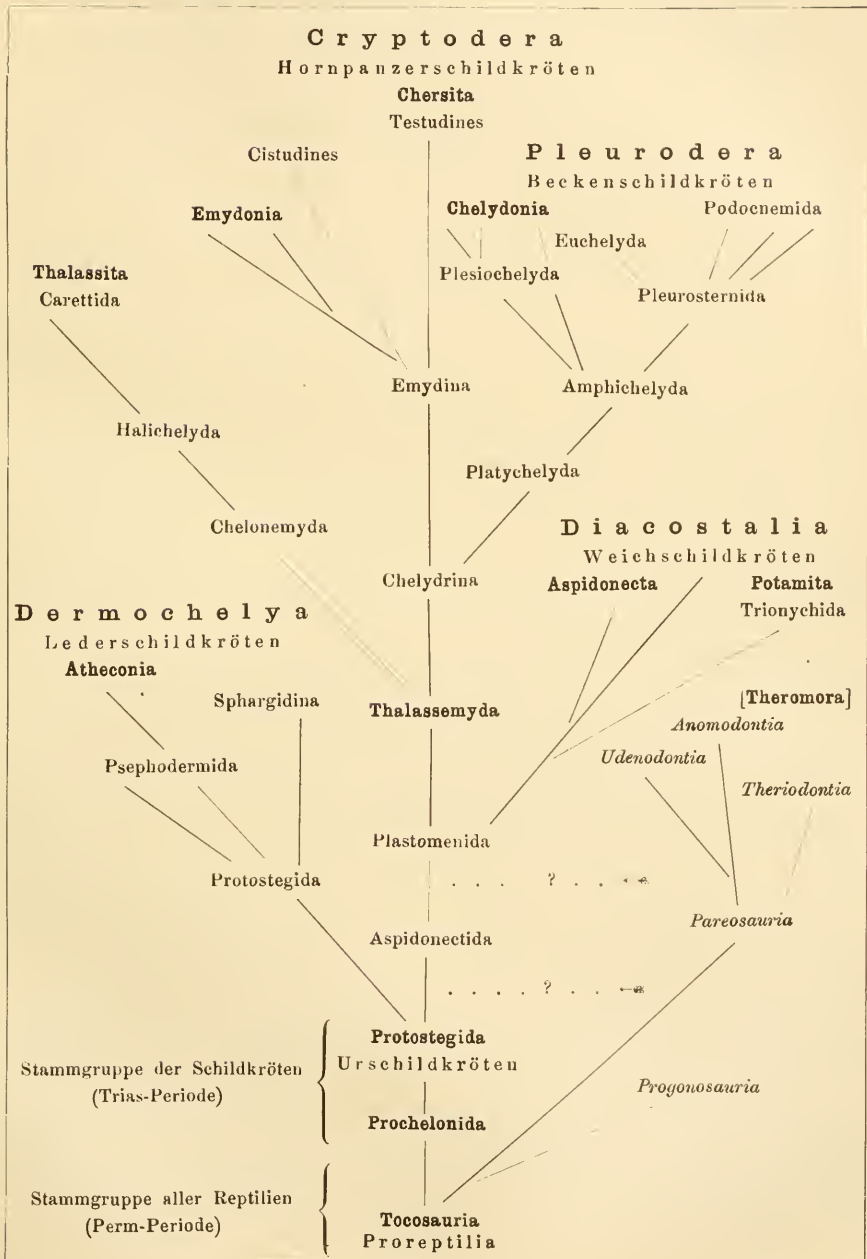 Cryptodera
Hornpanzerschildkröten
Chersita
Testudines
Cistudines
Pleurodera
Beckenschildkröten
Emydonia
Chelydonia
Podocnemida
Euchelyda
Thalassita
Carettida
Plesiochelyda
Pleurosternida
Emydina
Amphichelyda
Halichelyda
Platychelyda
Chelonemyda
Diacostalia
Weichschildkröten
Chelydrina
Aspidonecta
Potamita
Trionychida
Dermochelya
Lederschildkröten
Atheconia
Sphargidina
Thalassemyda
[Theromora]
Anomodontia
Udenodontia
Psephodermida
Theriodontia
Plastomenida
Protostegida
. . . . ? . .
Pareosauria
Aspidonectida
. . . . ? . .
Protostegida
Urschildkröten
Stammgruppe der Schildkröten
(Trias-Periode)
Progonosauria
Prochelonida
Stammgruppe aller Reptilien
(Perm-Periode)
Tocosauria
Proreptilia